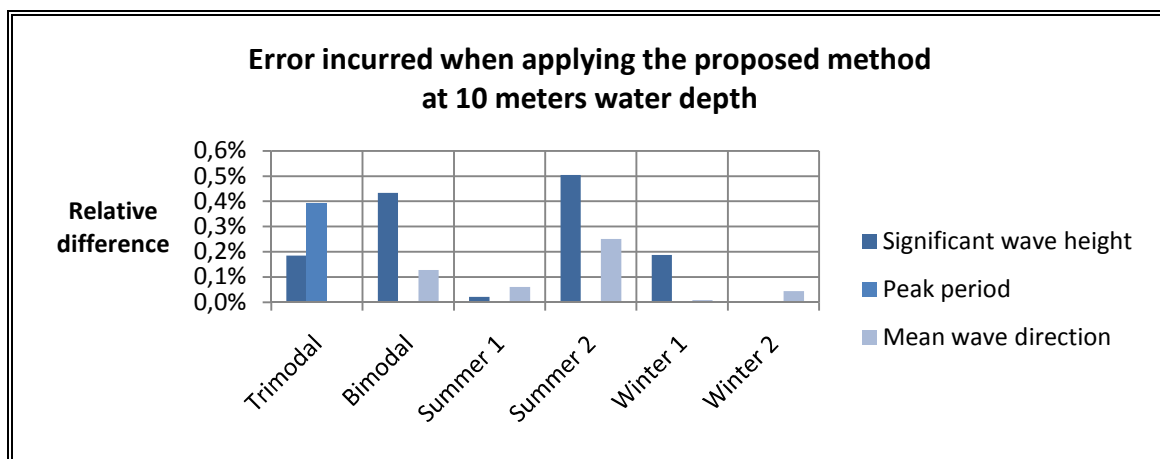 Error incurred when applying the proposed method
at 10 meters water depth
0,6%
0,5%
0,4%
0,3%
0,2%
0,1%
0,0%
Relative
difference
Trimodal
Bimodal
Summer 1
Summer 2
Winter 1
Winter 2
Significant wave height
Peak period
Mean wave direction